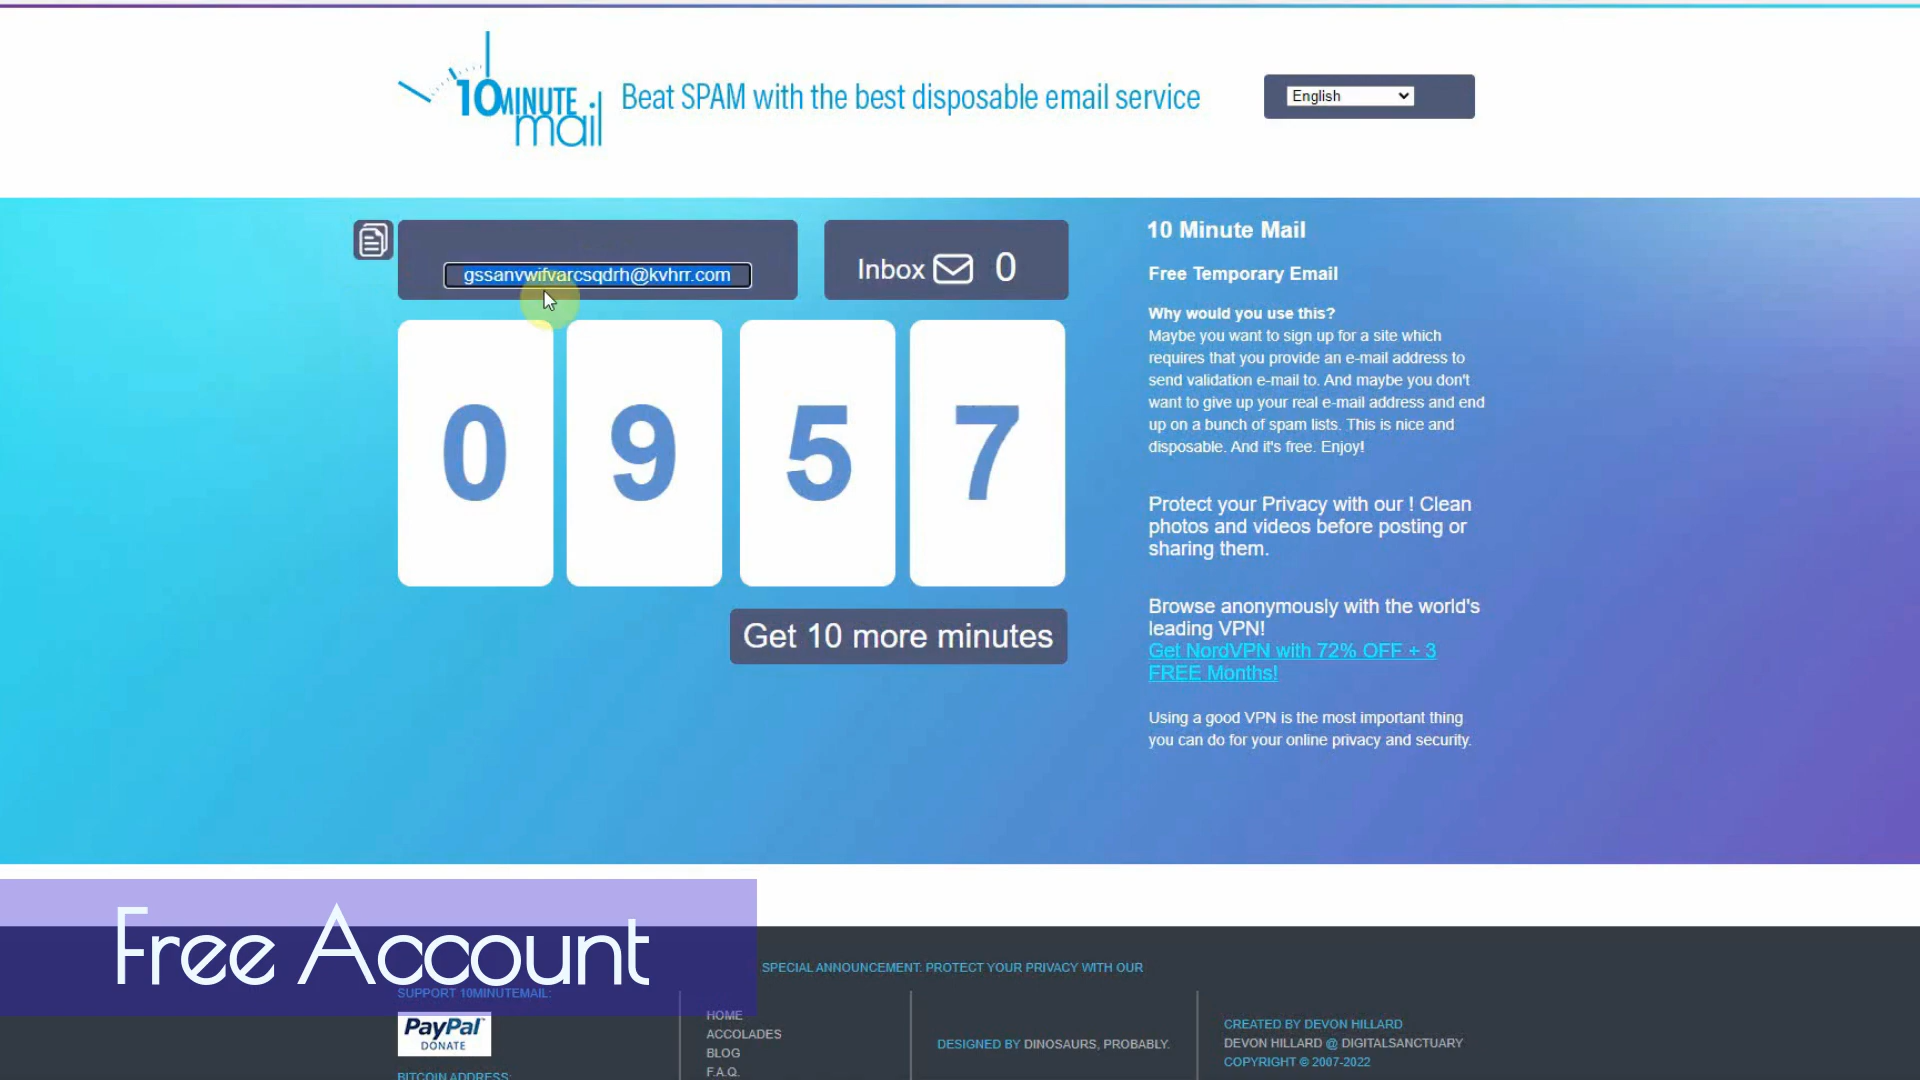 10MINUTE
mail
Beat SPAM with the best disposable email service
English
gssanvwifvarcsqdrh@kvhrr.com
Inbox 0
0 9 5 7
Get 10 more minutes
10 Minute Mail
Free Temporary Email
Why would you use this?
Maybe you want to sign up for a site which
requires that you provide an e-mail address to
send validation e-mail to. And maybe you don't
want to give up your real e-mail address and end
up on a bunch of spam lists. This is nice and
disposable. And it's free. Enjoy!
Protect your Privacy with our ! Clean
photos and videos before posting or
sharing them.
Browse anonymously with the world's
leading VPN!
Get NordVPN with 72% OFF + 3
FREE Months!
Using a good VPN is the most important thing
you can do for your online privacy and security.
Free Account
SPECIAL ANNOUNCEMENT: PROTECT YOUR PRIVACY WITH OUR
SUPPORT 10MINUTEMAIL:
PayPal
DONATE
BITCOIN ADDRESS:
HOME
ACCOLADES
BLOG
F.A.Q.
DESIGNED BY DINOSAURS, PROBABLY.
CREATED BY DEVON HILLARD
DEVON HILLARD @ DIGITALSANCTUARY
COPYRIGHT © 2007-2022